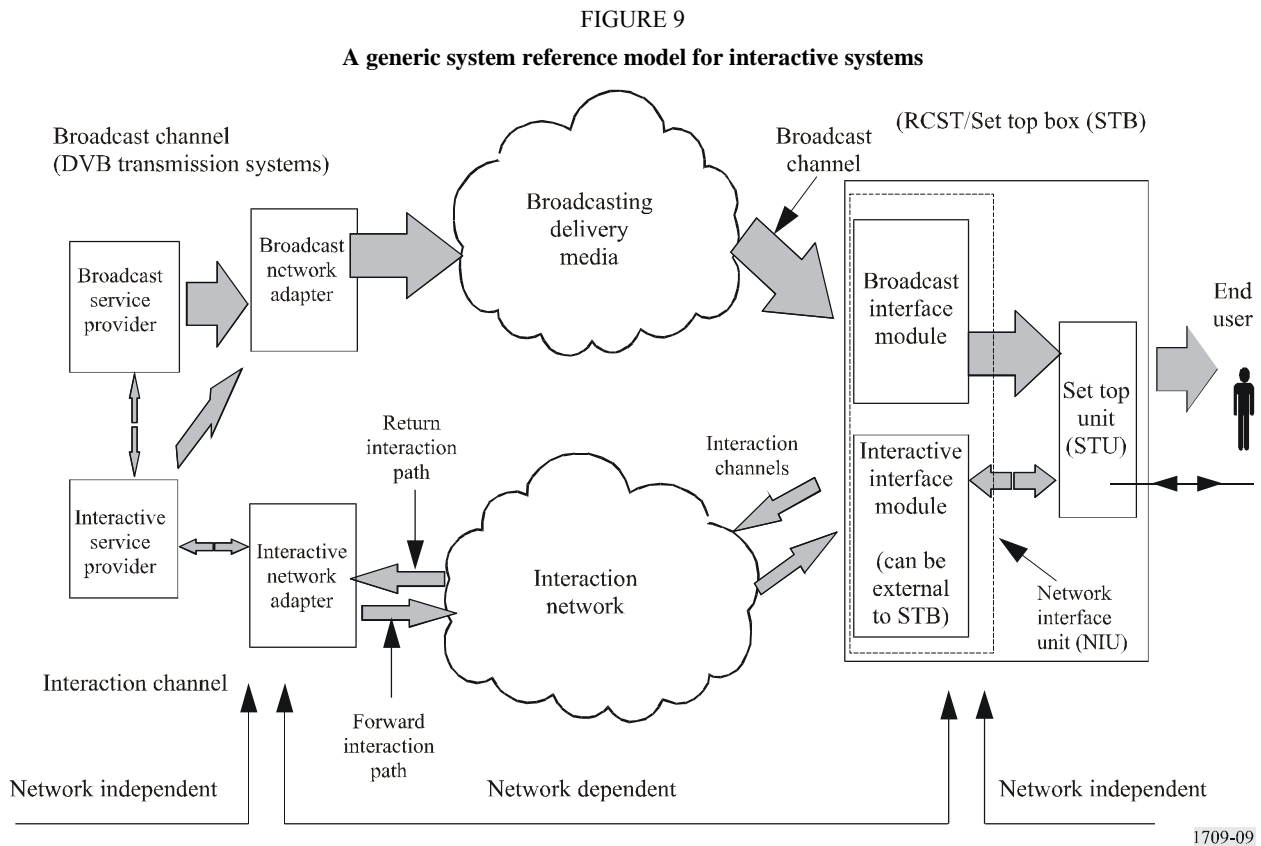 FIGURE 9
A generic system reference model for interactive systems
Broadcast channel
(DVB transmission systems)
Broadcast
channel
(RCST/Set top box (STB)
Broadcast
service
provider
Broadcast
network
adapter
Broadcasting
delivery
media
Broadcast
interface
module
Set top
unit
(STU)
End
user
Interactive
service
provider
Interactive
network
adapter
Return
interaction
path
Interaction
network
Interaction
channels
Interactive
interface
module
(can be
external
to STB)
Network
interface
unit (NIU)
Interaction channel
Forward
interaction
path
Network independent
Network dependent
Network independent
1709-09